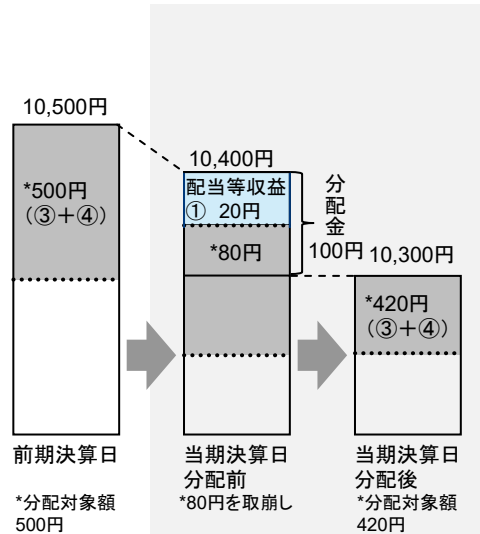 10,500円
*500円
（③＋④）
前期決算日
*分配対象額
500円
10,400円
配当等収益
① 20円
*80円
分配金
100円
当期決算日
分配前
*80円を取崩し
10,300円
*420円
（③＋④）
当期決算日
分配後
*分配対象額
420円